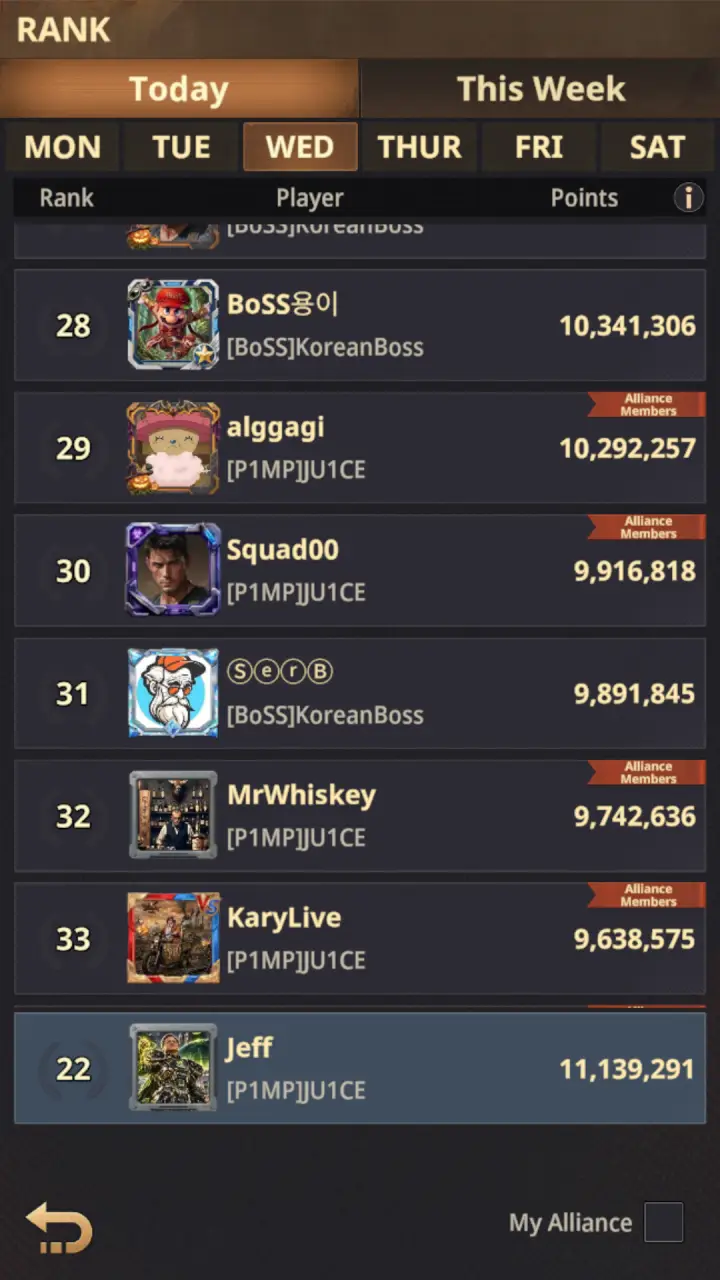 RANK
Today
This Week
MON
TUE
WED
THUR
FRI
SAT
Rank
Player
Points
[BoSS]KoreanBoss
28
BoSS용이
[BoSS]KoreanBoss
10,341,306
Alliance
Members
29
alggagi
[P1MP]JU1CE
10,292,257
Alliance
Members
30
Squad00
[P1MP]JU1CE
9,916,818
31
ⓈⓔⓡⒷ
[BoSS]KoreanBoss
9,891,845
Alliance
Members
32
MrWhiskey
[P1MP]JU1CE
9,742,636
Alliance
Members
33
VS
KaryLive
[P1MP]JU1CE
9,638,575
22
Jeff
[P1MP]JU1CE
11,139,291
My Alliance